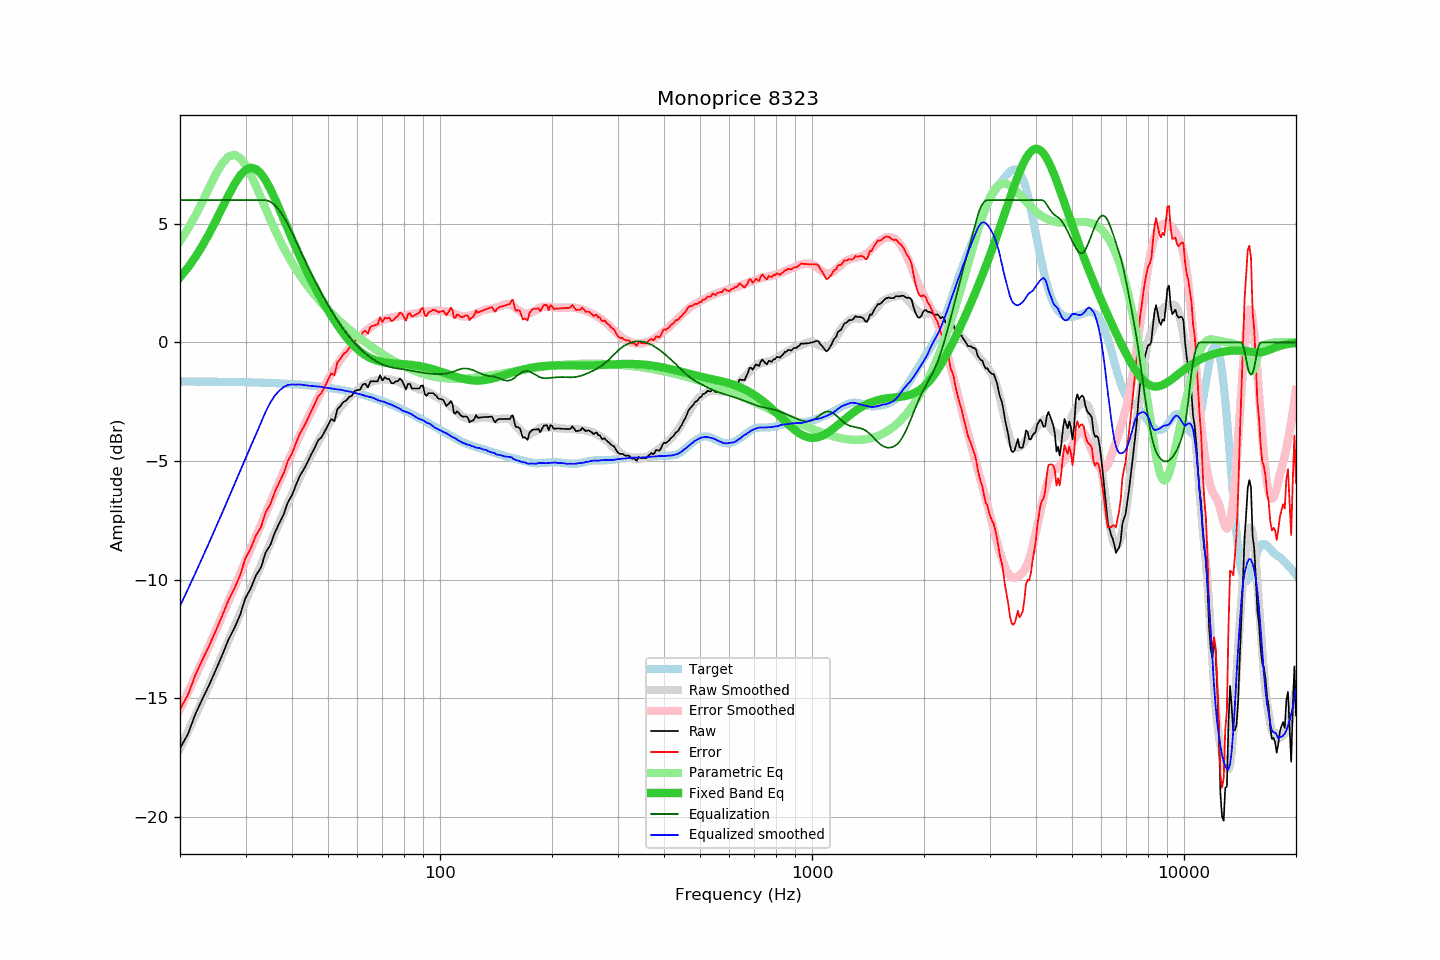 Monoprice 8323
Amplitude (dBr)
5
0
−5
−10
−15
−20
Target
Raw Smoothed
Error Smoothed
Raw
Error
Parametric Eq
Fixed Band Eq
Equalization
Equalized smoothed
100
1000
10000
Frequency (Hz)